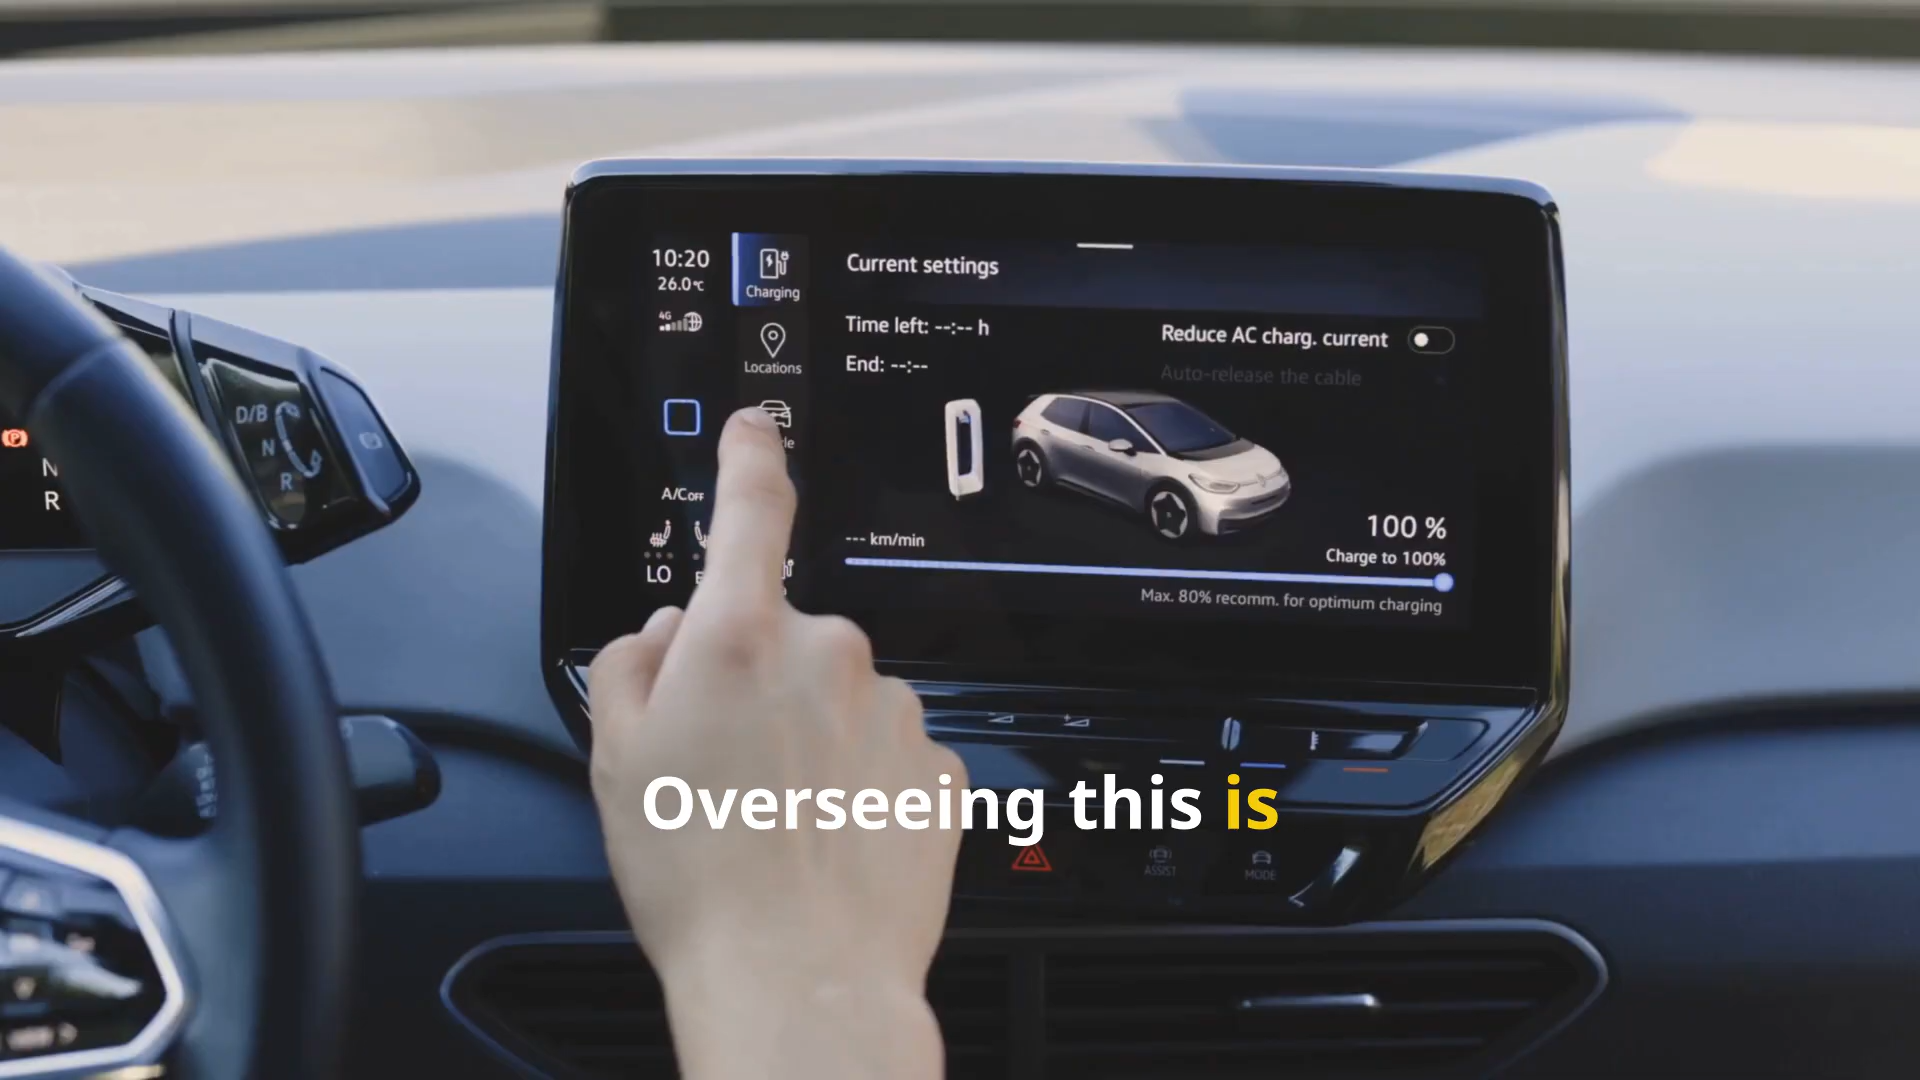 10:20
26.0°C
4G
Charging
Locations
A/C OFF
LO
Current settings
Time left: --:-- h
End: --:--
Reduce AC charg. current
Auto-release the cable
--- km/min
100 %
Charge to 100%
Max. 80% recomm. for optimum charging
D/B
N
R
N
R
P
Overseeing this is
ASSIST
MODE